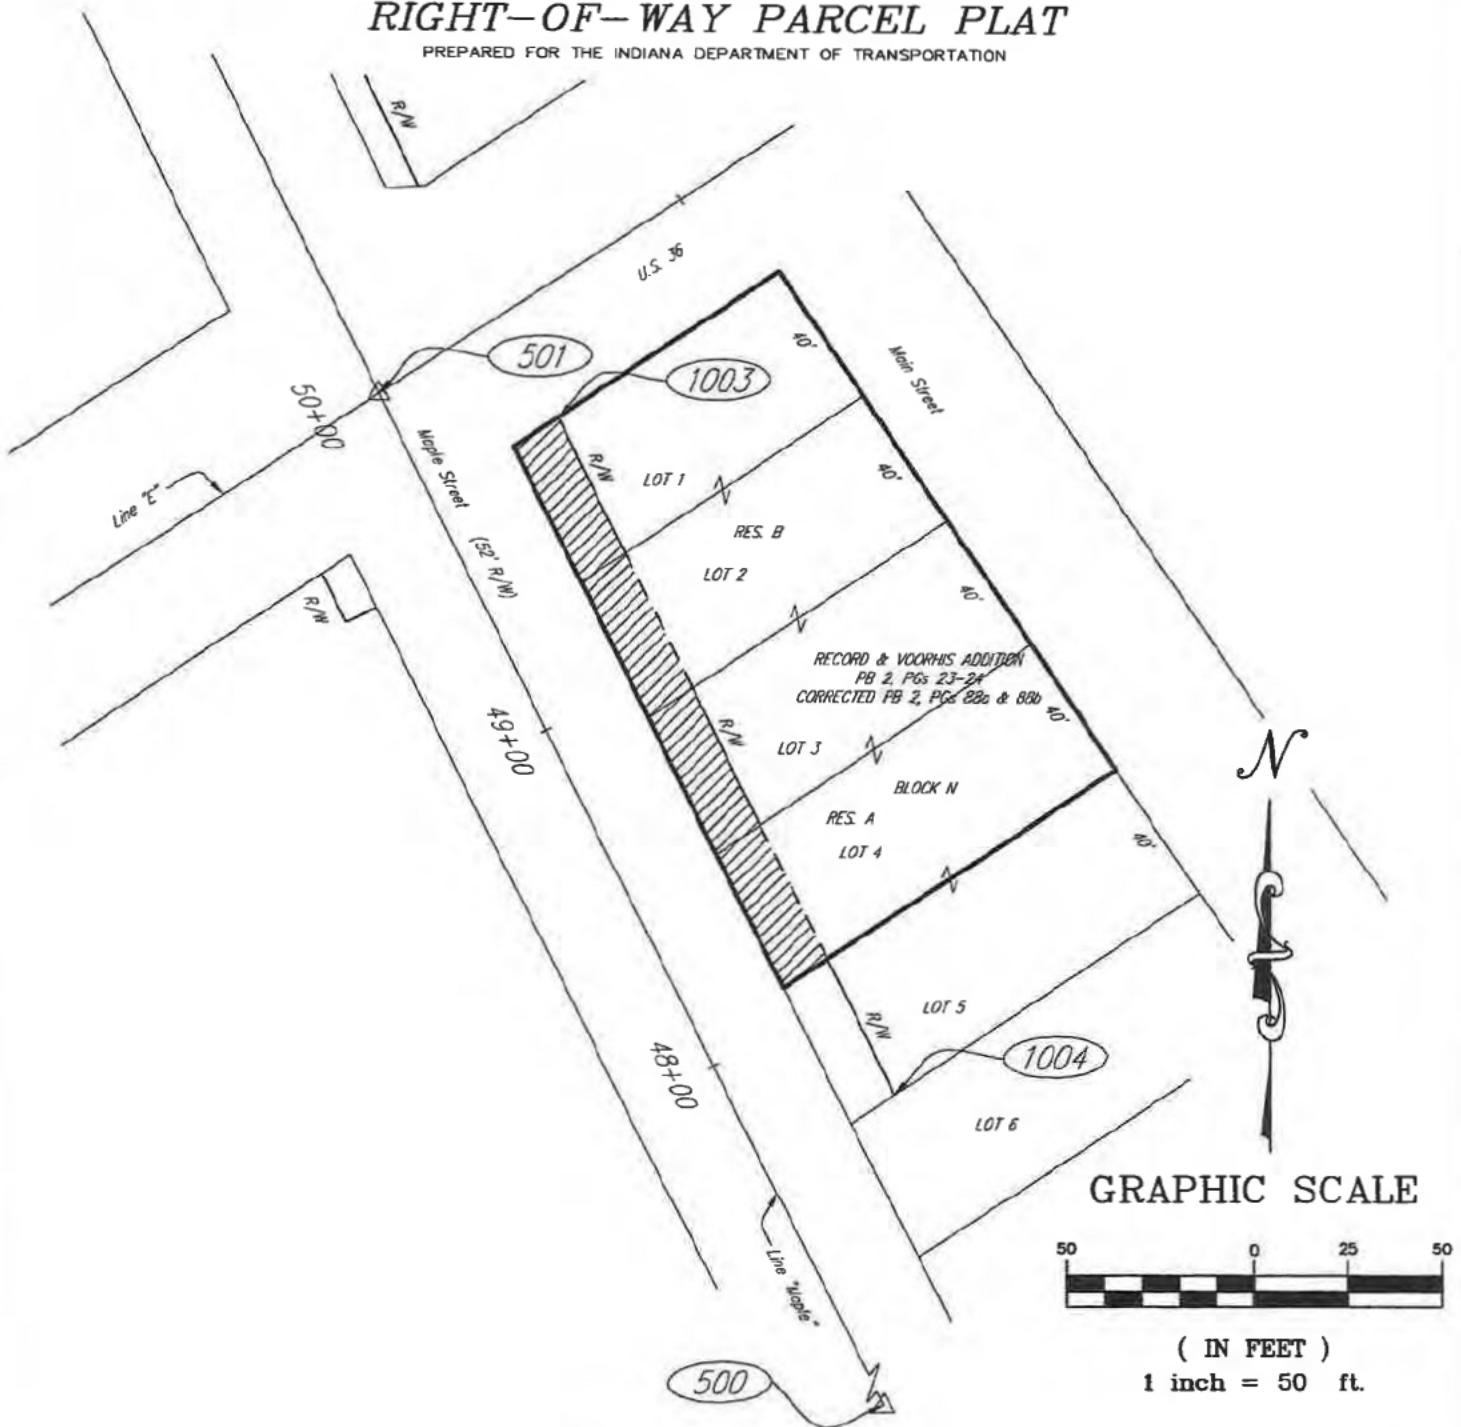 RIGHT-OF-WAY PARCEL PLAT
PREPARED FOR THE INDIANA DEPARTMENT OF TRANSPORTATION
R/W
U.S. 36
501
1003
40'
Main Street
50+00
Maple Street
(52' R/W)
Line "E"
R/W
R/W
LOT 1
40'
RES. B
LOT 2
40'
RECORD & VOORHIS ADDITION
PB 2, PGs 23-24
CORRECTED PB 2, PGs 88a & 88b
40'
49+00
R/W
LOT 3
BLOCK N
RES. A
LOT 4
40'
N
48+00
R/W
LOT 5
1004
LOT 6
Line "Maple"
500
GRAPHIC SCALE
50 0 25 50
( IN FEET )
1 inch = 50 ft.